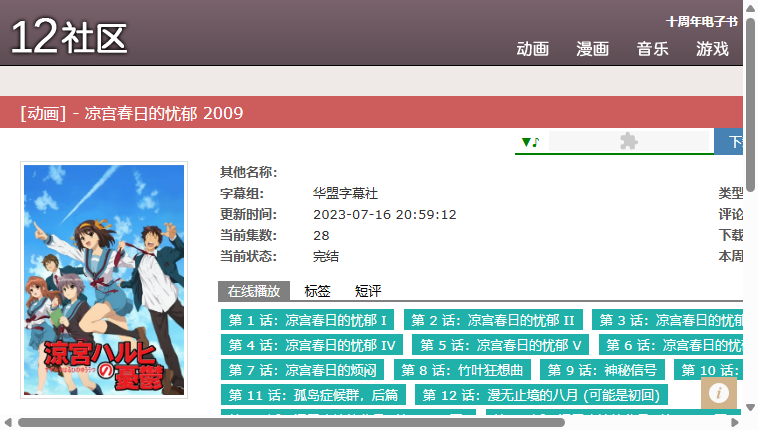 12社区
十周年电子书
动画 漫画 音乐 游戏
[动画] - 凉宫春日的忧郁 2009
▼♪
涼宮ハルヒの憂鬱
其他名称:
字幕组: 华盟字幕社 类型
更新时间: 2023-07-16 20:59:12 评论
当前集数: 28 下载
当前状态: 完结 本周
在线播放 标签 短评
第 1 话：凉宫春日的忧郁 I 第 2 话：凉宫春日的忧郁 II 第 3 话：凉宫春日的忧郁
第 4 话：凉宫春日的忧郁 IV 第 5 话：凉宫春日的忧郁 V 第 6 话：凉宫春日的忧
第 7 话：凉宫春日的烦闷 第 8 话：竹叶狂想曲 第 9 话：神秘信号 第 10 话：
第 11 话：孤岛症候群，后篇 第 12 话：漫无止境的八月 (可能是初回)